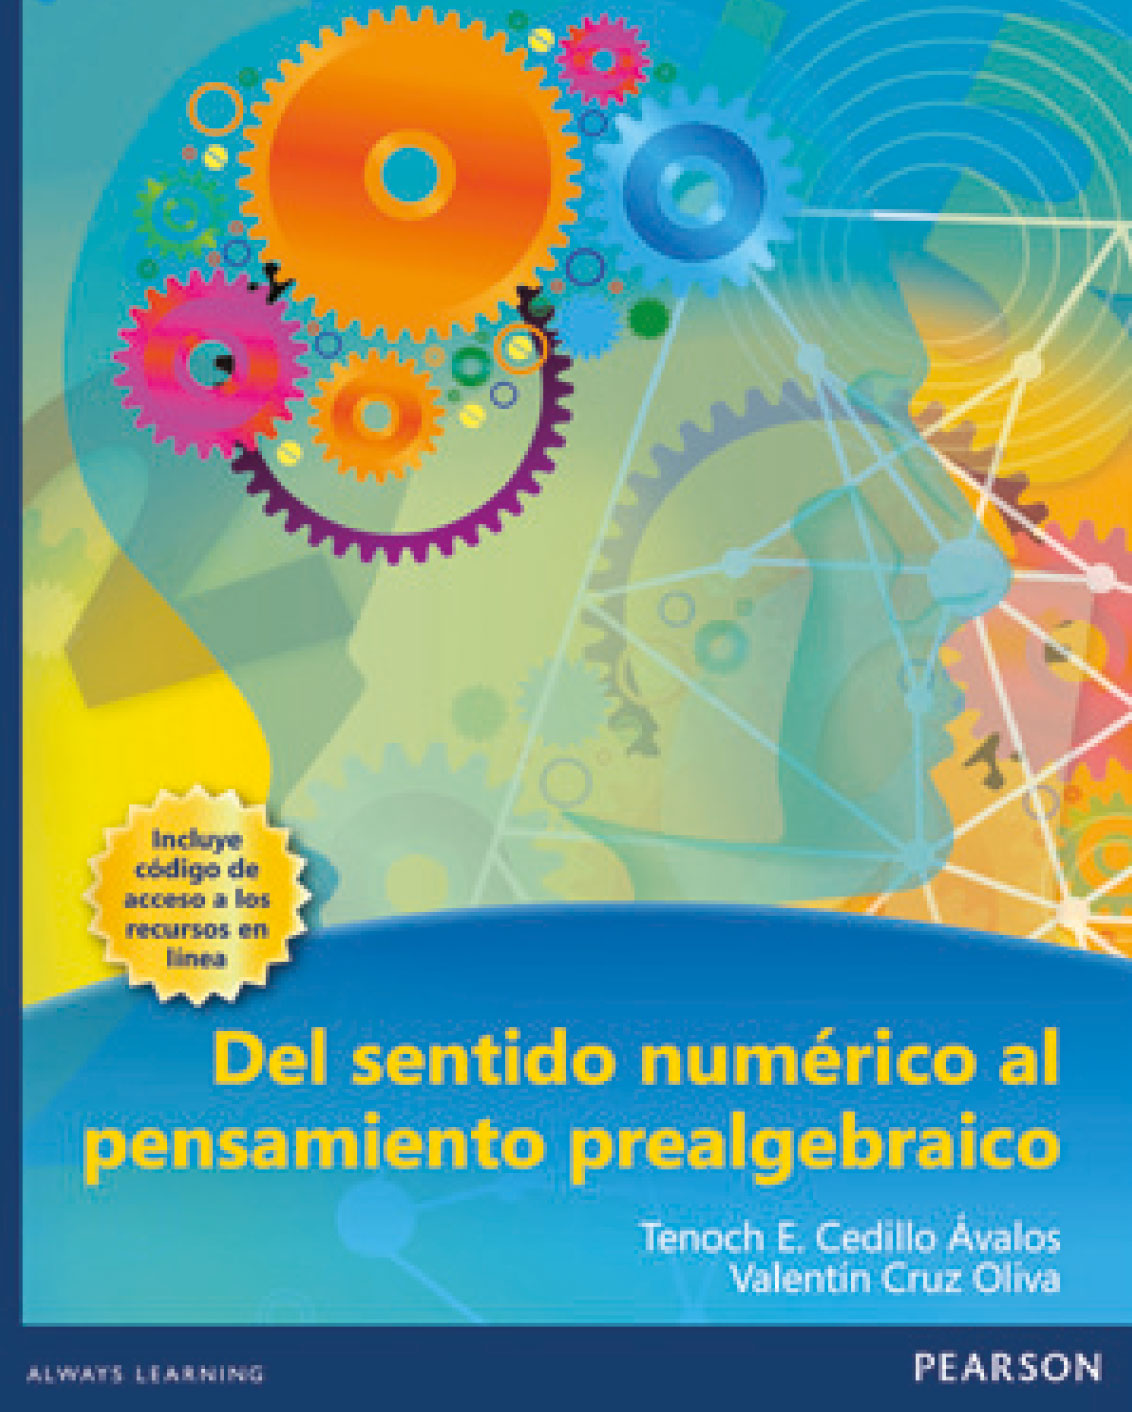 Incluye
código de
acceso a los
recursos en
línea
Del sentido numérico al
pensamiento prealgebraico
Tenoch E. Cedillo Ávalos
Valentín Cruz Oliva
ALWAYS LEARNING
PEARSON